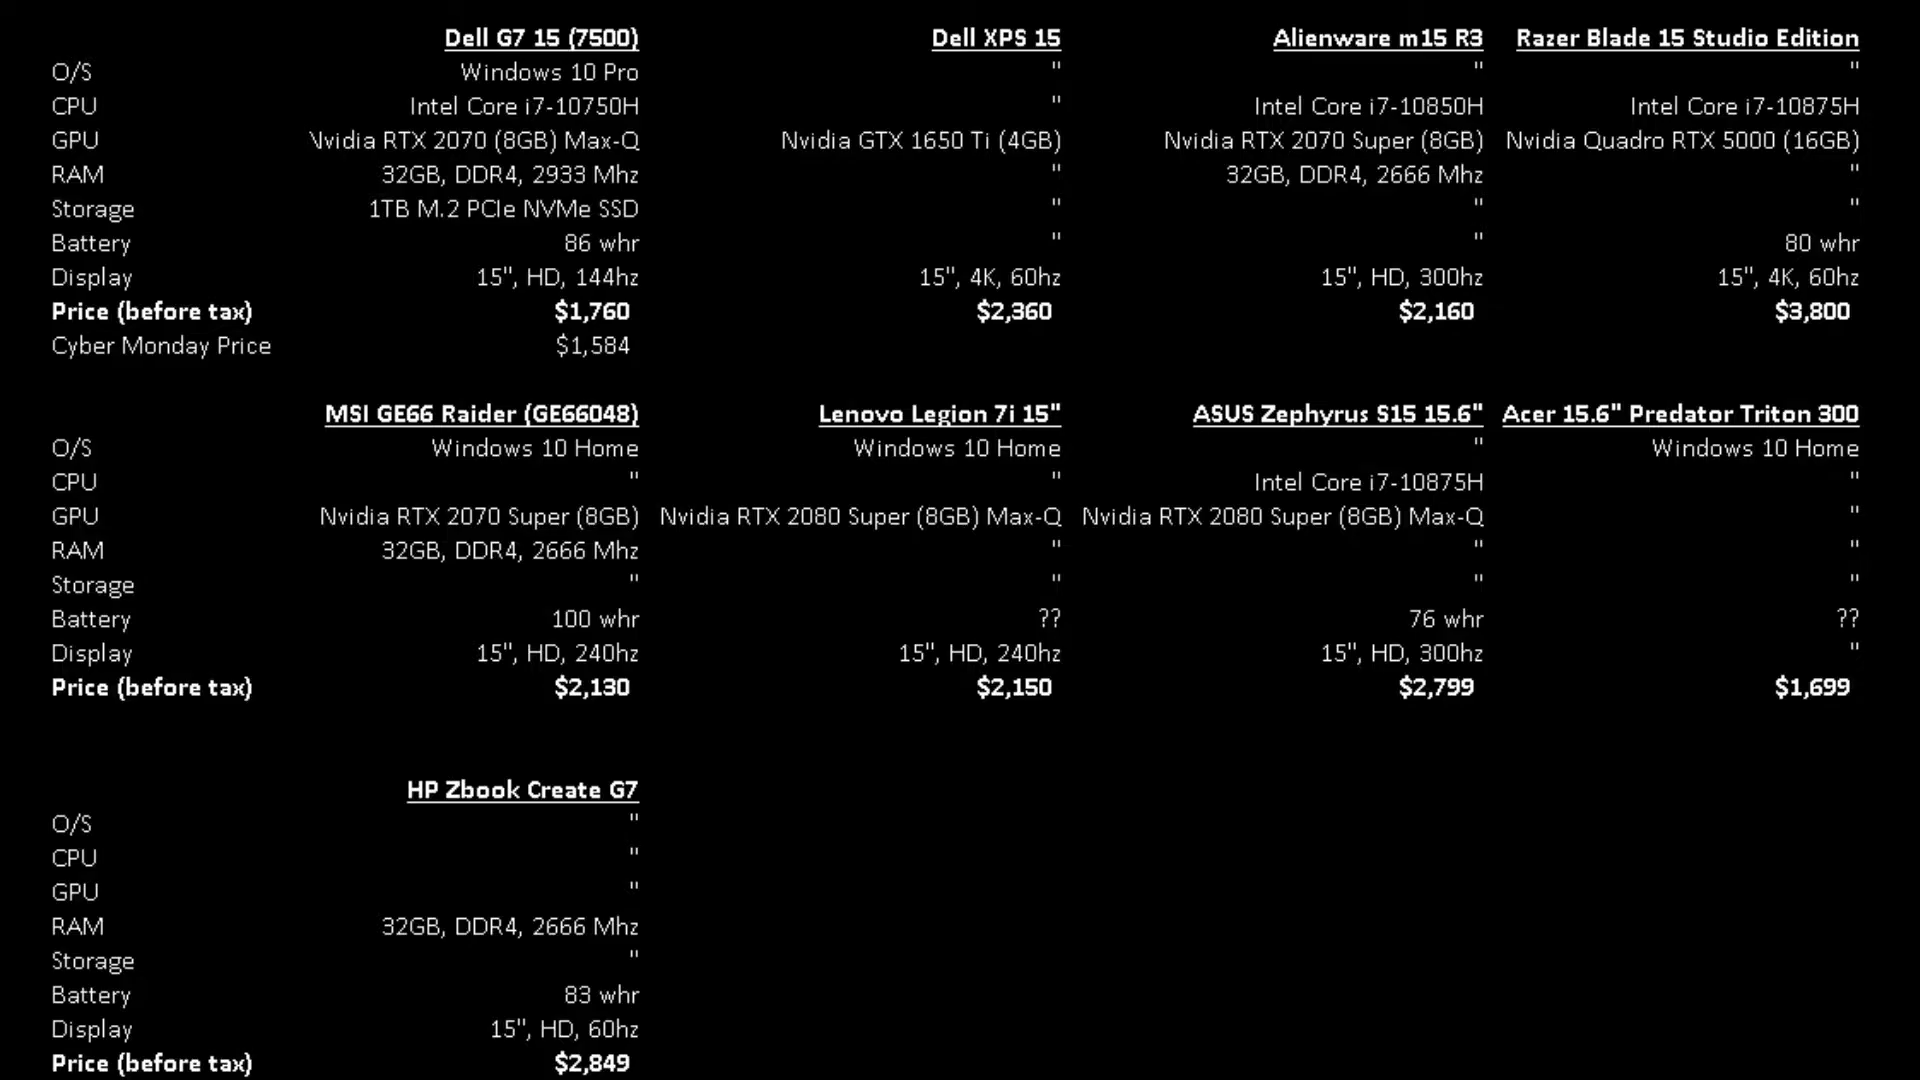 Dell G7 15 (7500) Dell XPS 15 Alienware m15 R3 Razer Blade 15 Studio Edition
O/S Windows 10 Pro " " "
CPU Intel Core i7-10750H " Intel Core i7-10850H Intel Core i7-10875H
GPU Nvidia RTX 2070 (8GB) Max-Q Nvidia GTX 1650 Ti (4GB) Nvidia RTX 2070 Super (8GB) Nvidia Quadro RTX 5000 (16GB)
RAM 32GB, DDR4, 2933 Mhz " 32GB, DDR4, 2666 Mhz "
Storage 1TB M.2 PCIe NVMe SSD " " "
Battery 86 whr " " 80 whr
Display 15", HD, 144hz 15", 4K, 60hz 15", HD, 300hz 15", 4K, 60hz
Price (before tax) $1,760 $2,360 $2,160 $3,800
Cyber Monday Price $1,584
MSI GE66 Raider (GE66048) Lenovo Legion 7i 15" ASUS Zephyrus S15 15.6" Acer 15.6" Predator Triton 300
O/S Windows 10 Home Windows 10 Home " Windows 10 Home
CPU " " Intel Core i7-10875H "
GPU Nvidia RTX 2070 Super (8GB) Nvidia RTX 2080 Super (8GB) Max-Q Nvidia RTX 2080 Super (8GB) Max-Q "
RAM 32GB, DDR4, 2666 Mhz " " "
Storage " " " "
Battery 100 whr ?? 76 whr ??
Display 15", HD, 240hz 15", HD, 240hz 15", HD, 300hz "
Price (before tax) $2,130 $2,150 $2,799 $1,699
HP Zbook Create G7
O/S "
CPU "
GPU "
RAM 32GB, DDR4, 2666 Mhz
Storage "
Battery 83 whr
Display 15", HD, 60hz
Price (before tax) $2,849